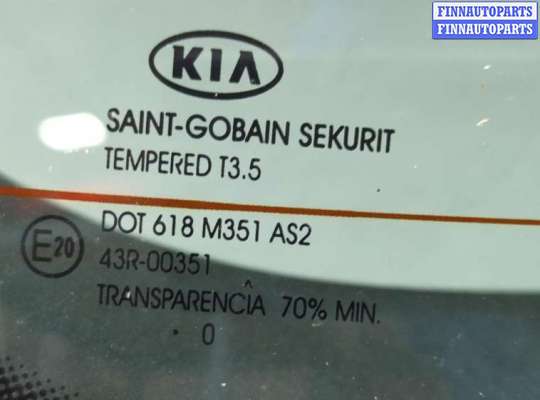 FINNAUTOPARTS
FINNAUTOPARTS
KIA
SAINT-GOBAIN SEKURIT
TEMPERED T3.5
DOT 618 M351 AS2
E20
43R-00351
TRANSPARENCIA 70% MIN.
0